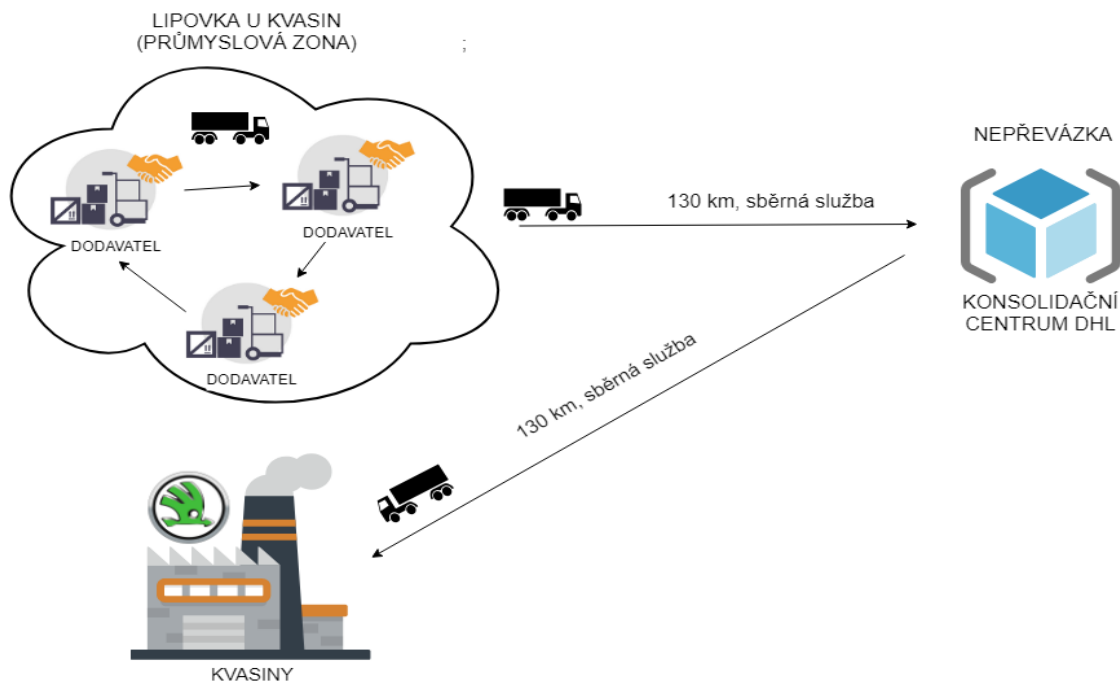 LIPOVKA U KVASIN
(PRŮMYSLOVÁ ZONA)
;
NEPŘEVÁZKA
130 km, sběrná služba
DODAVATEL
DODAVATEL
KONSOLIDAČNÍ
CENTRUM DHL
DODAVATEL
130 km, sběrná služba
KVASINY